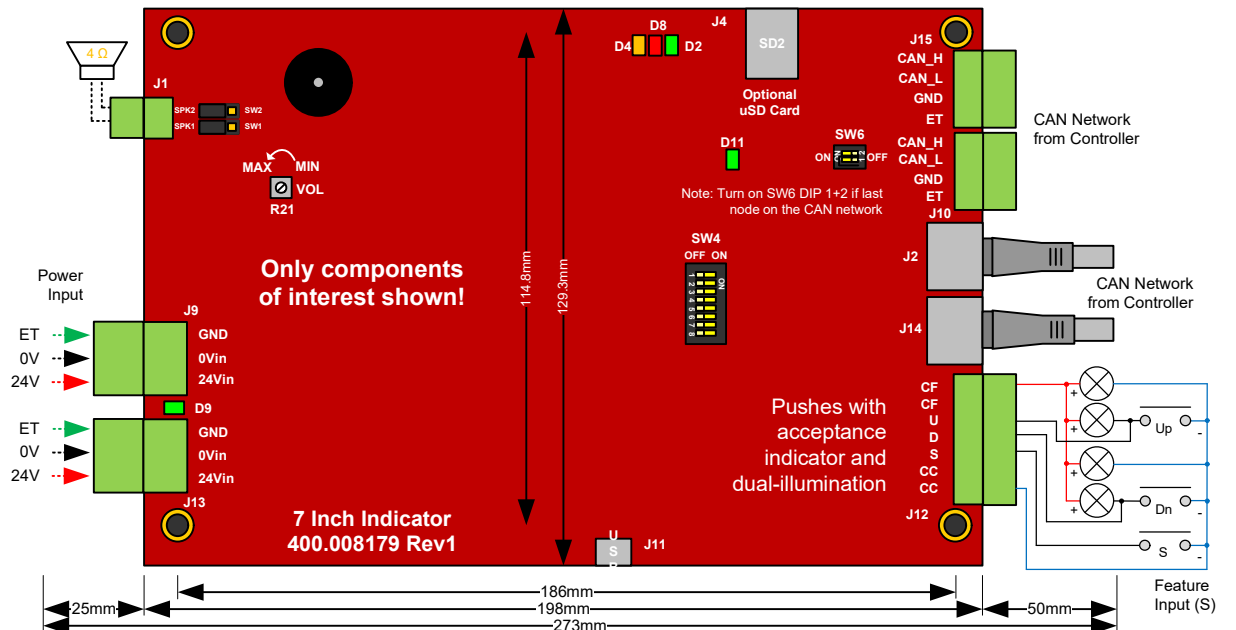 4 Ω
J1
SPK2
SW2
SPK1
SW1
MAX
MIN
VOL
R21
D8
D4
D2
J4
SD2
Optional
uSD Card
D11
SW6
ON
ON
1 2
OFF
Note: Turn on SW6 DIP 1+2 if last
node on the CAN network
J15
CAN_H
CAN_L
GND
ET
CAN_H
CAN_L
GND
ET
J10
CAN Network
from Controller
J2
J14
CAN Network
from Controller
SW4
OFF ON
ON
1 2 3 4 5 6 7 8
Only components
of interest shown!
114.8mm
129.3mm
Power
Input
J9
ET
GND
0V
0Vin
24V
24Vin
D9
ET
GND
0V
0Vin
24V
24Vin
J13
7 Inch Indicator
400.008179 Rev1
J11
Pushes with
acceptance
indicator and
dual-illumination
CF
CF
U
D
S
CC
CC
J12
+
+
Up
-
+
+
Dn
-
S
-
Feature
Input (S)
186mm
25mm
198mm
50mm
273mm